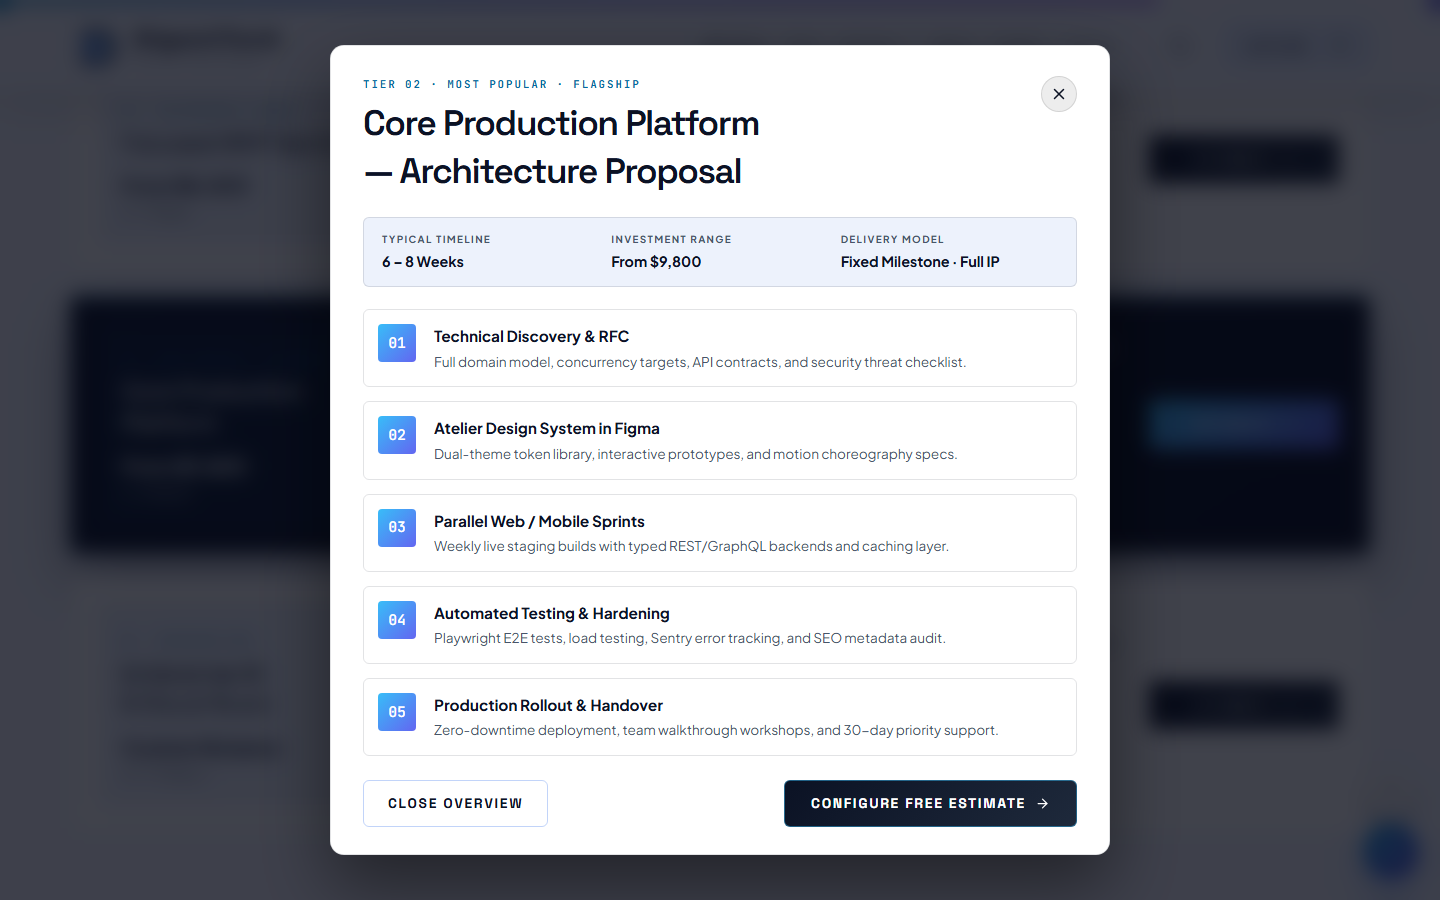 TIER 02 · MOST POPULAR · FLAGSHIP
Core Production Platform
— Architecture Proposal
TYPICAL TIMELINE
6 – 8 Weeks
INVESTMENT RANGE
From $9,800
DELIVERY MODEL
Fixed Milestone · Full IP
01
Technical Discovery & RFC
Full domain model, concurrency targets, API contracts, and security threat checklist.
02
Atelier Design System in Figma
Dual-theme token library, interactive prototypes, and motion choreography specs.
03
Parallel Web / Mobile Sprints
Weekly live staging builds with typed REST/GraphQL backends and caching layer.
04
Automated Testing & Hardening
Playwright E2E tests, load testing, Sentry error tracking, and SEO metadata audit.
05
Production Rollout & Handover
Zero-downtime deployment, team walkthrough workshops, and 30-day priority support.
CLOSE OVERVIEW
CONFIGURE FREE ESTIMATE →